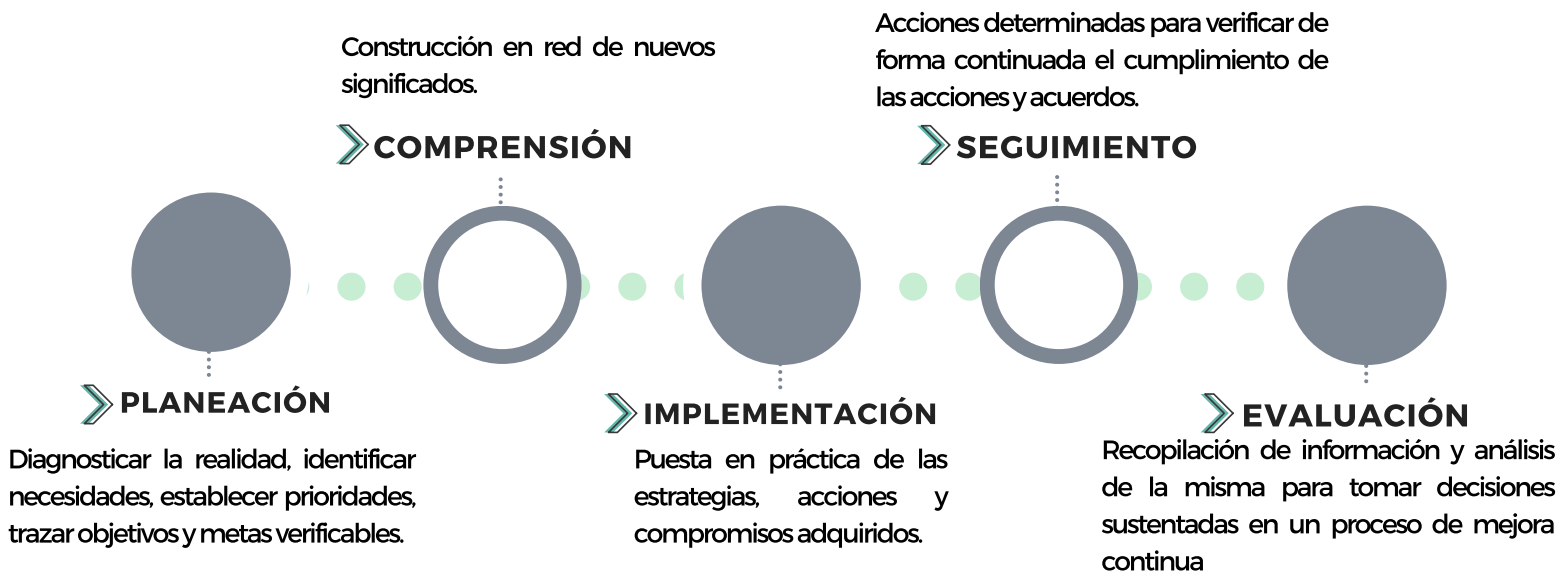 Construcción en red de nuevos
significados.
COMPRENSIÓN
Acciones determinadas para verificar de
forma continuada el cumplimiento de
las acciones y acuerdos.
SEGUIMIENTO
PLANEACIÓN
Diagnosticar la realidad, identificar
necesidades, establecer prioridades,
trazar objetivos y metas verificables.
IMPLEMENTACIÓN
Puesta en práctica de las
estrategias, acciones y
compromisos adquiridos.
EVALUACIÓN
Recopilación de información y análisis
de la misma para tomar decisiones
sustentadas en un proceso de mejora
continua